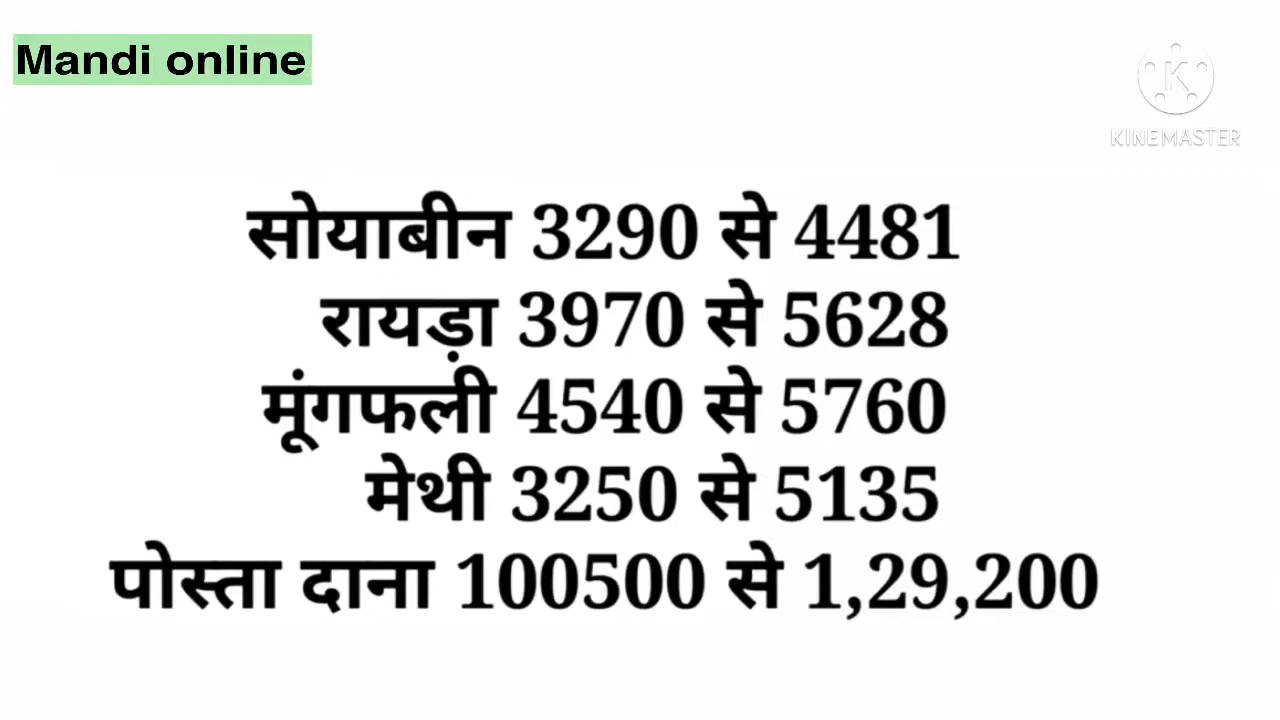 Mandi online
KINEMASTER
सोयाबीन 3290 से 4481
रायड़ा 3970 से 5628
मूंगफली 4540 से 5760
मेथी 3250 से 5135
पोस्ता दाना 100500 से 1,29,200